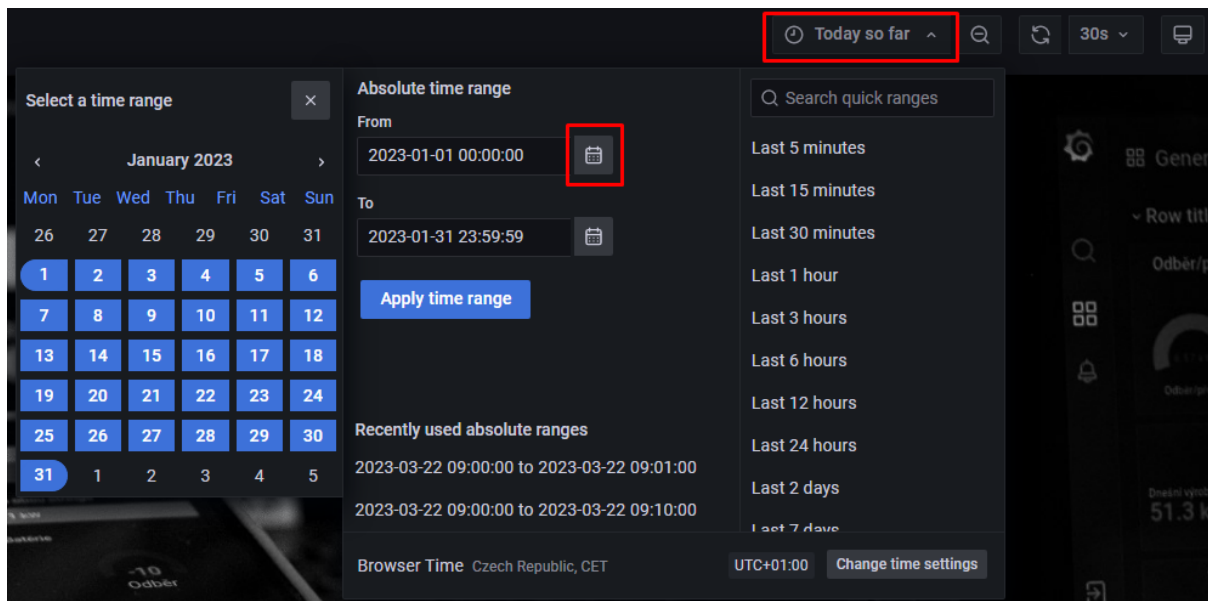 Today so far
30s
Select a time range
January 2023
Mon Tue Wed Thu Fri Sat Sun
26 27 28 29 30 31
1 2 3 4 5 6
7 8 9 10 11 12
13 14 15 16 17 18
19 20 21 22 23 24
25 26 27 28 29 30
31 1 2 3 4 5
Absolute time range
From
2023-01-01 00:00:00
To
2023-01-31 23:59:59
Apply time range
Recently used absolute ranges
2023-03-22 09:00:00 to 2023-03-22 09:01:00
2023-03-22 09:00:00 to 2023-03-22 09:10:00
Search quick ranges
Last 5 minutes
Last 15 minutes
Last 30 minutes
Last 1 hour
Last 3 hours
Last 6 hours
Last 12 hours
Last 24 hours
Last 2 days
Last 7 days
Browser Time Czech Republic, CET
UTC+01:00
Change time settings
Gener
Row titl
Odběr/p
Odběr/p
Dnešní výrob
51.3 k
-10
Odběr